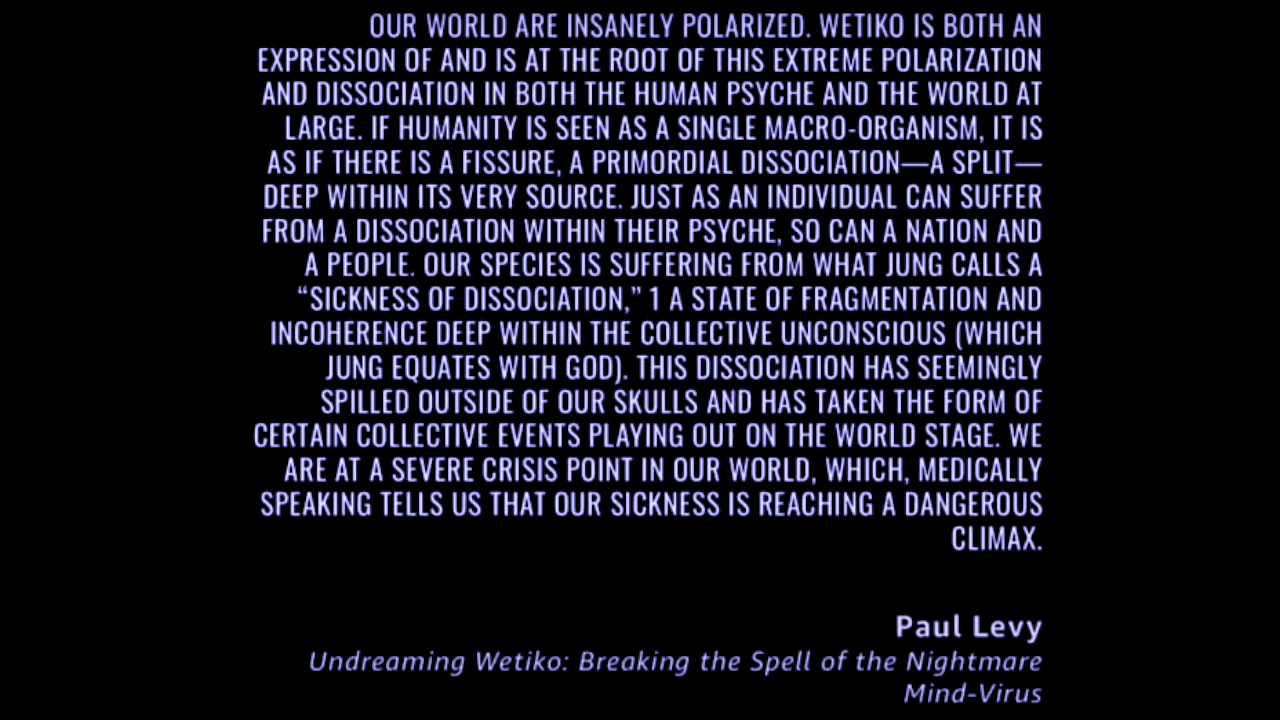 OUR WORLD ARE INSANELY POLARIZED. WETIKO IS BOTH AN
EXPRESSION OF AND IS AT THE ROOT OF THIS EXTREME POLARIZATION
AND DISSOCIATION IN BOTH THE HUMAN PSYCHE AND THE WORLD AT
LARGE. IF HUMANITY IS SEEN AS A SINGLE MACRO-ORGANISM, IT IS
AS IF THERE IS A FISSURE, A PRIMORDIAL DISSOCIATION—A SPLIT—
DEEP WITHIN ITS VERY SOURCE. JUST AS AN INDIVIDUAL CAN SUFFER
FROM A DISSOCIATION WITHIN THEIR PSYCHE, SO CAN A NATION AND
A PEOPLE. OUR SPECIES IS SUFFERING FROM WHAT JUNG CALLS A
“SICKNESS OF DISSOCIATION,” 1 A STATE OF FRAGMENTATION AND
INCOHERENCE DEEP WITHIN THE COLLECTIVE UNCONSCIOUS (WHICH
JUNG EQUATES WITH GOD). THIS DISSOCIATION HAS SEEMINGLY
SPILLED OUTSIDE OF OUR SKULLS AND HAS TAKEN THE FORM OF
CERTAIN COLLECTIVE EVENTS PLAYING OUT ON THE WORLD STAGE. WE
ARE AT A SEVERE CRISIS POINT IN OUR WORLD, WHICH, MEDICALLY
SPEAKING TELLS US THAT OUR SICKNESS IS REACHING A DANGEROUS
CLIMAX.
Paul Levy
Undreaming Wetiko: Breaking the Spell of the Nightmare
Mind-Virus